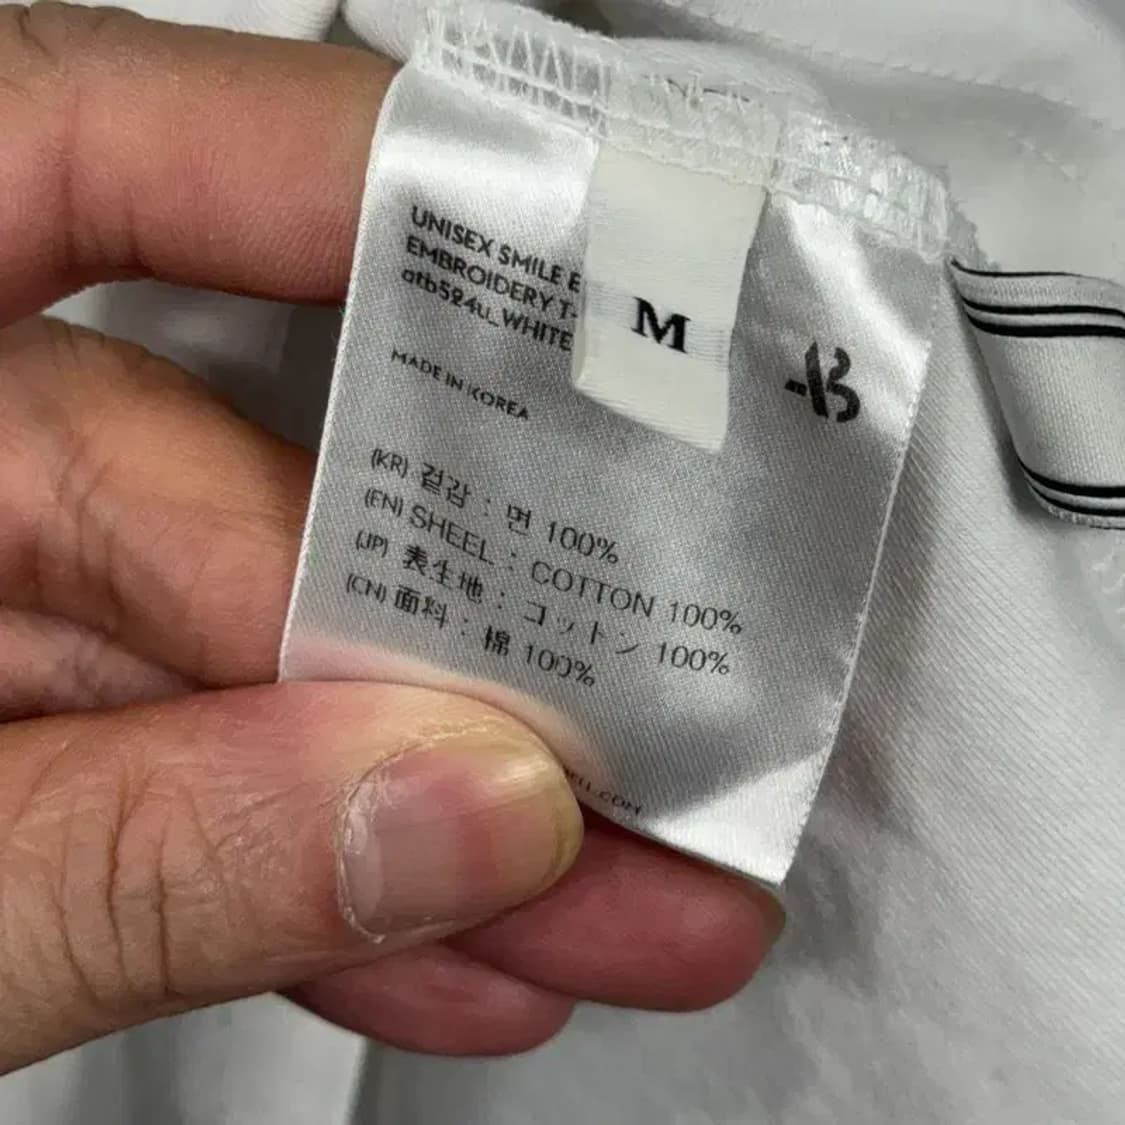 UNISEX SMILE
EMBROIDERY T-
atb524u_WHITE
M
MADE IN KOREA
(KR) 겉감 : 면 100%
(EN) SHEEL : COTTON 100%
(JP) 表生地 : コットン 100%
(CN) 面料 : 棉 100%
.COM